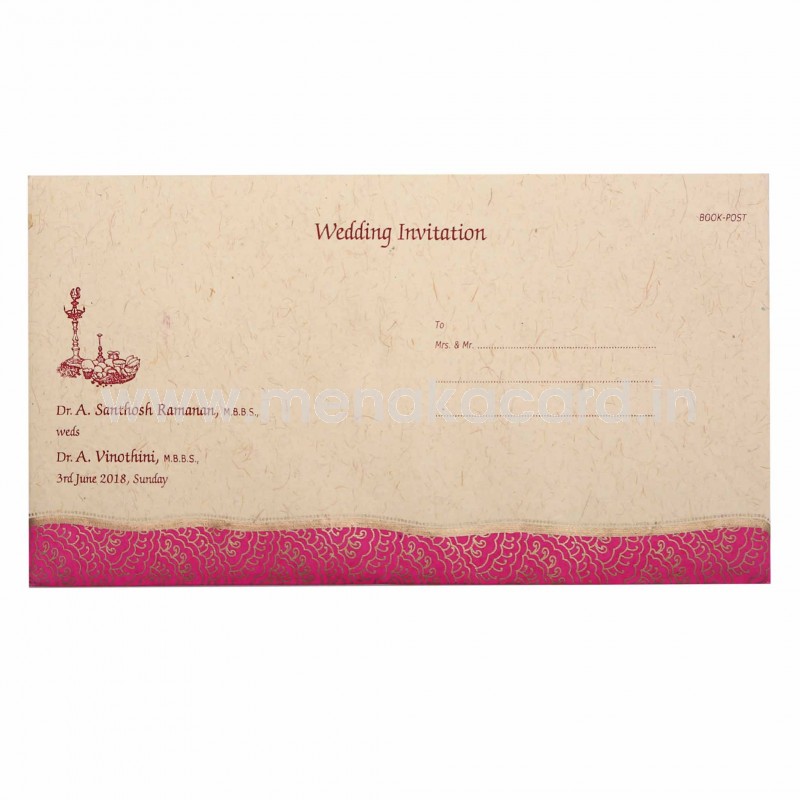 BOOK-POST
Wedding Invitation
To
Mrs. & Mr. ........................................................
www.menakacard.in
Dr. A. Santhosh Ramanan, M.B.B.S.,
weds
Dr. A. Vinothini, M.B.B.S.,
3rd June 2018, Sunday